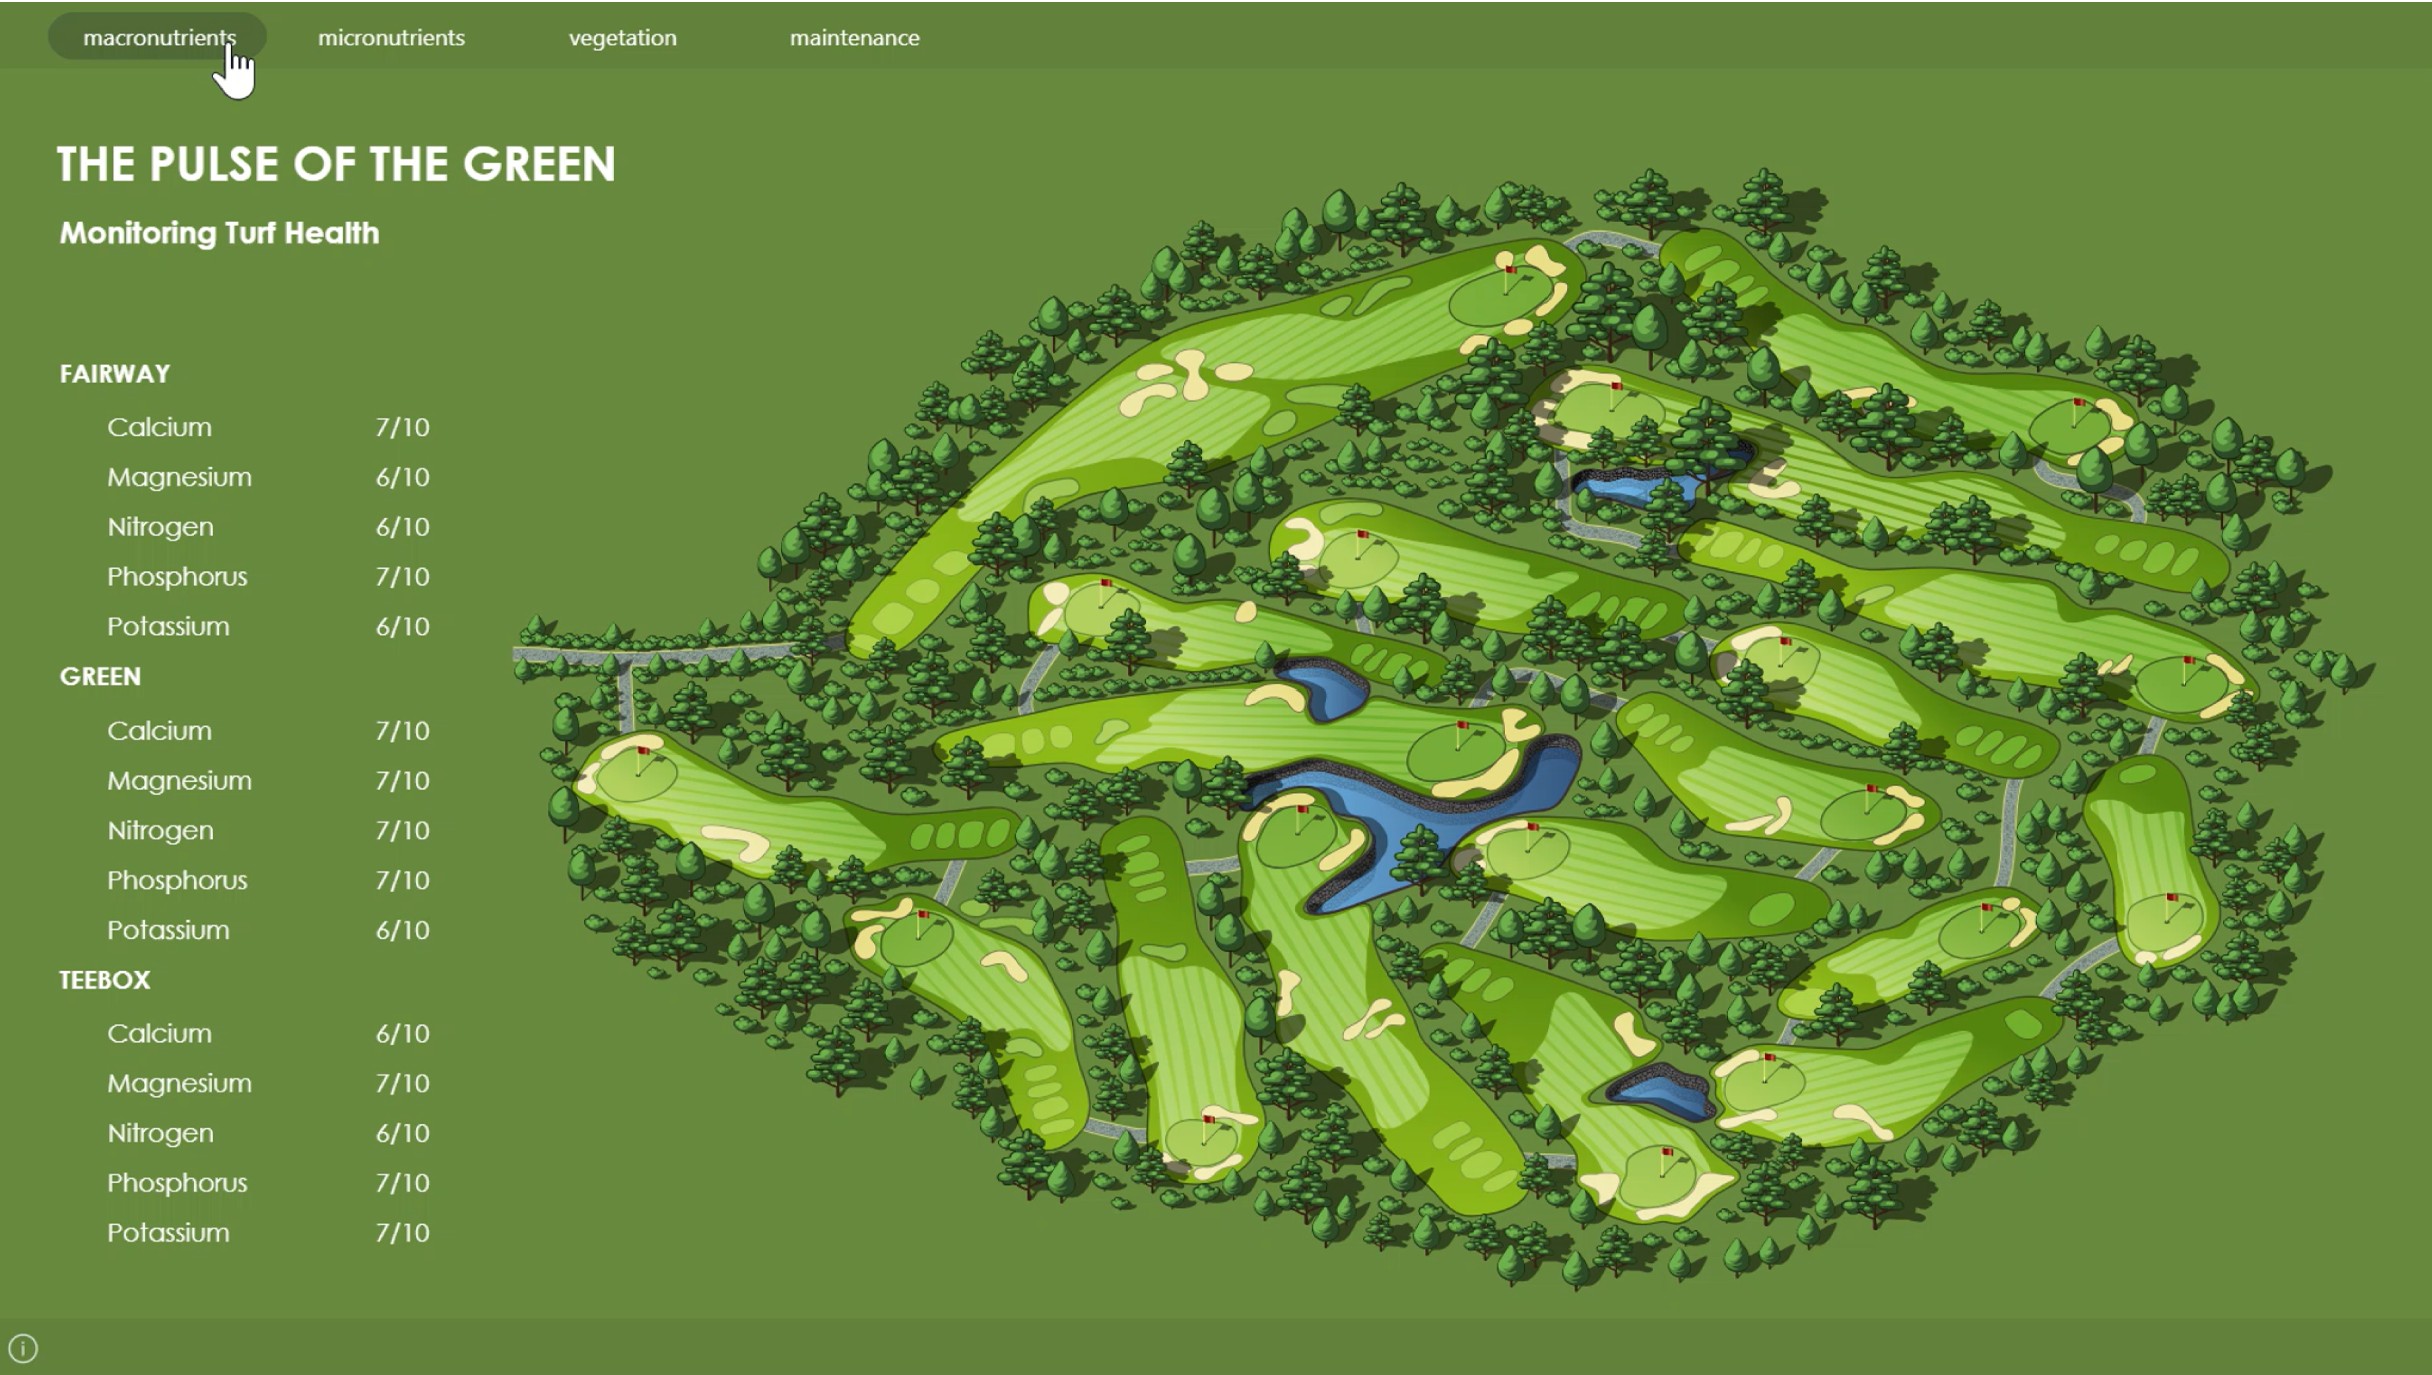 macronutrients micronutrients vegetation maintenance
THE PULSE OF THE GREEN
Monitoring Turf Health
FAIRWAY
Calcium 7/10
Magnesium 6/10
Nitrogen 6/10
Phosphorus 7/10
Potassium 6/10
GREEN
Calcium 7/10
Magnesium 7/10
Nitrogen 7/10
Phosphorus 7/10
Potassium 6/10
TEEBOX
Calcium 6/10
Magnesium 7/10
Nitrogen 6/10
Phosphorus 7/10
Potassium 7/10